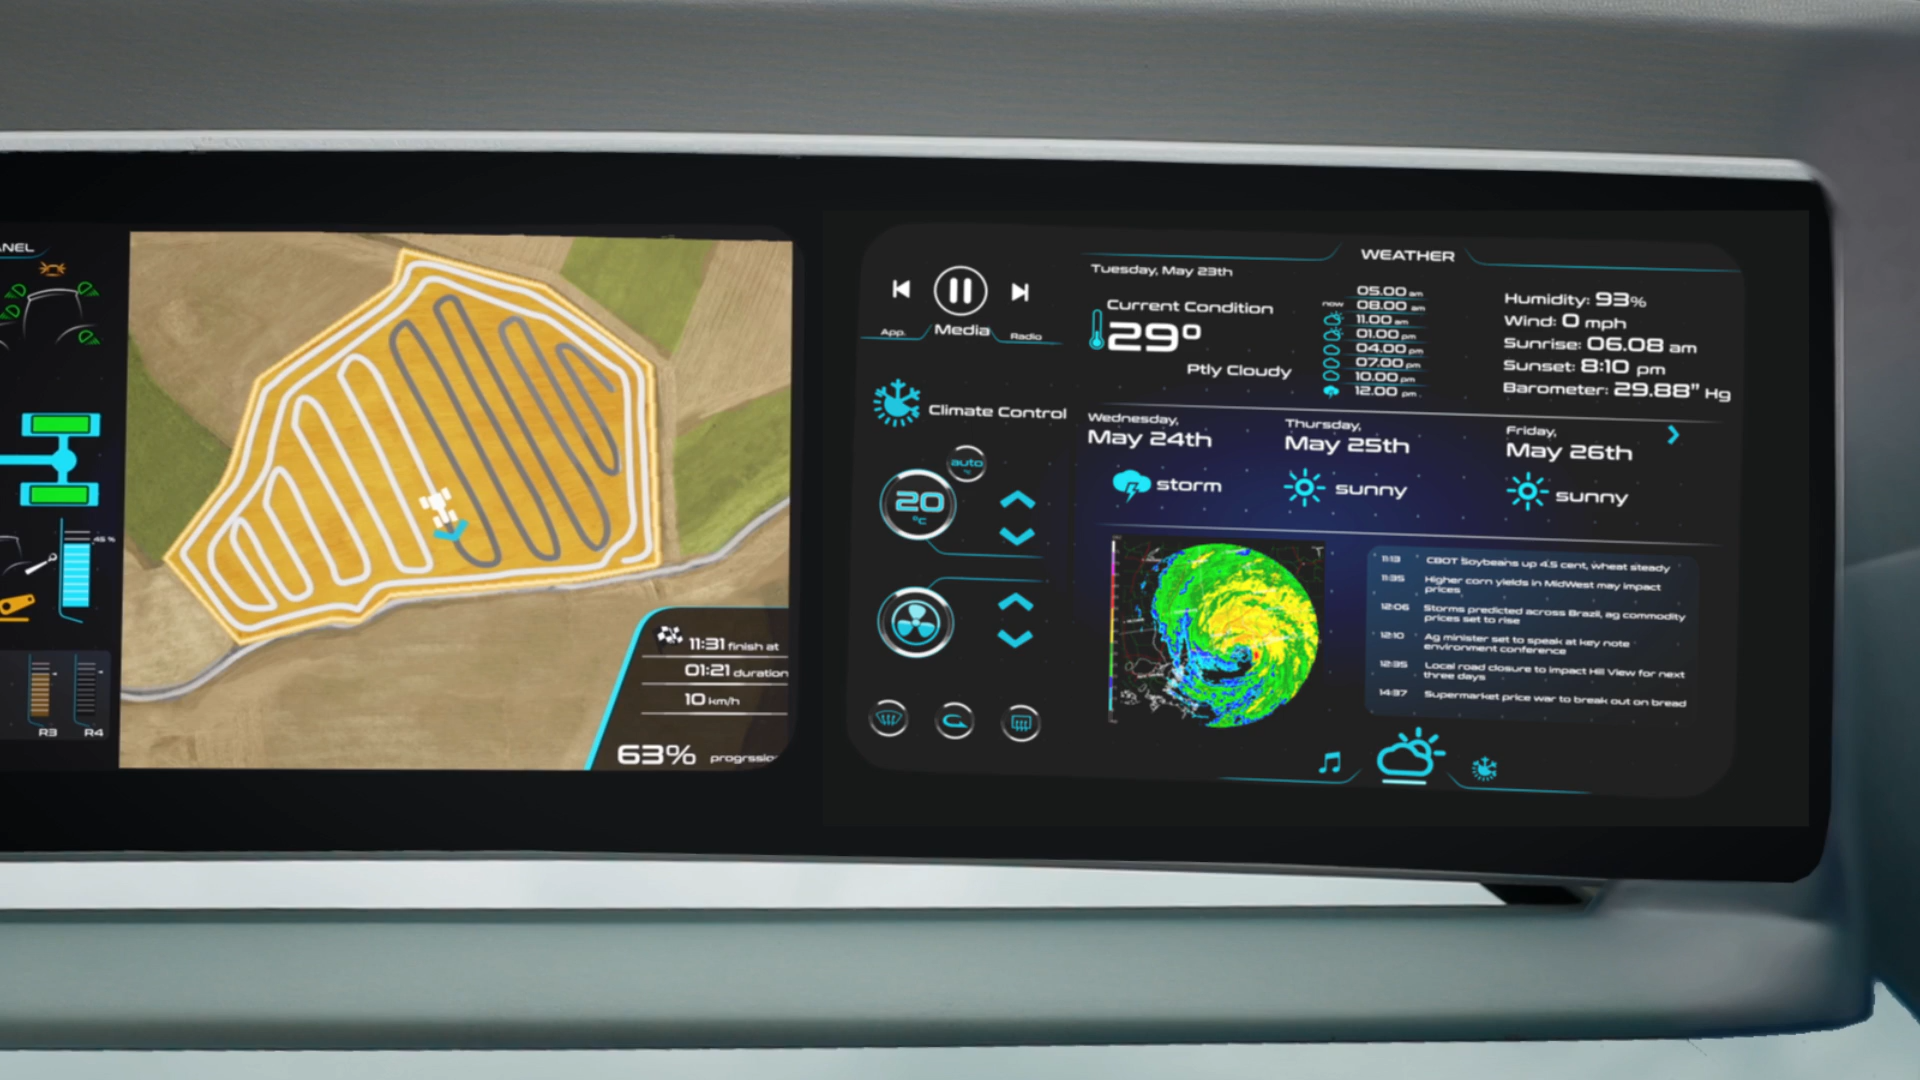 45 %
R3
R4
11:31 finish at
01:21 duration
10 km/h
63% progrssio
App.
Media
Radio
Climate Control
auto
°C
20
°C
WEATHER
Tuesday, May 23th
Current Condition
29°
Ptly Cloudy
05.00 am
now 08.00 am
11.00 am
01.00 pm
04.00 pm
07.00 pm
10.00 pm
12.00 pm
Humidity: 93%
Wind: 0 mph
Sunrise: 06.08 am
Sunset: 8:10 pm
Barometer: 29.88" Hg
Wednesday,
May 24th
storm
Thursday,
May 25th
sunny
Friday,
May 26th
sunny
11:13 CBOT Soybeans up 4.5 cent, wheat steady
11:35 Higher corn yields in MidWest may impact
prices
12:06 Storms predicted across Brazil, ag commodity
prices set to rise
12:10 Ag minister set to speak at key note
environment conference
12:35 Local road closure to impact Hill View for next
three days
14:37 Supermarket price war to break out on bread